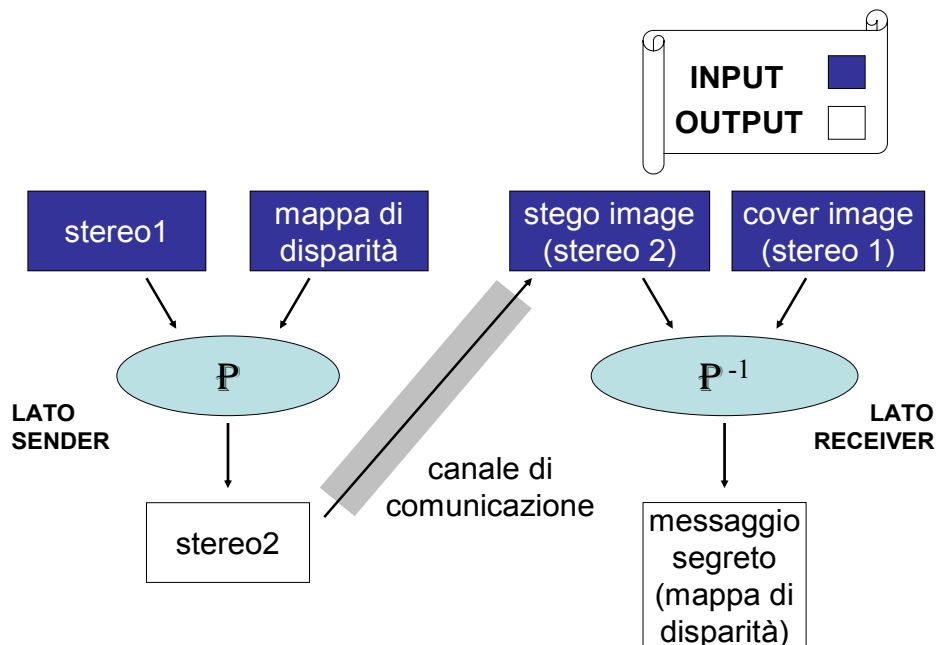 INPUT
OUTPUT
stereo1
mappa di
disparità
stego image
(stereo 2)
cover image
(stereo 1)
P
P -1
LATO
SENDER
LATO
RECEIVER
canale di
comunicazione
stereo2
messaggio
segreto
(mappa di
disparità)